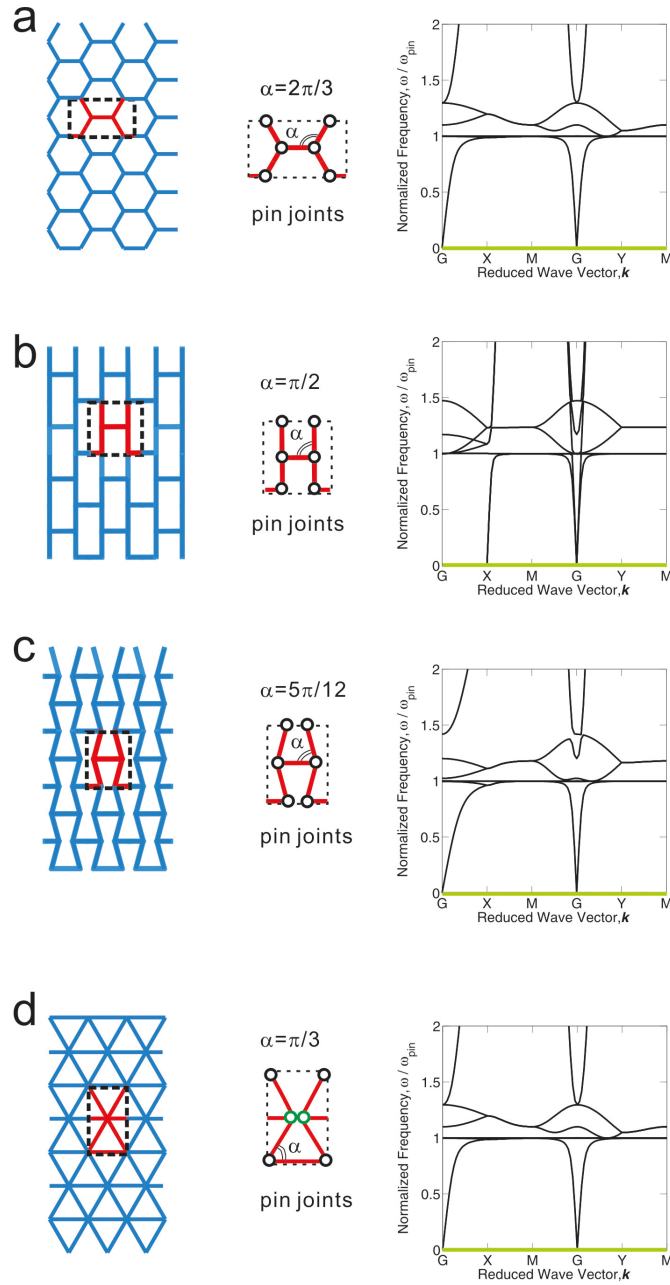 a
α=2π/3
α
pin joints
Normalized Frequency, ω / ω_pin
2
1.5
1
0.5
0
G X M G Y M
Reduced Wave Vector,k
b
α=π/2
α
pin joints
Normalized Frequency, ω / ω_pin
2
1.5
1
0.5
0
G X M G Y M
Reduced Wave Vector,k
c
α=5π/12
α
pin joints
Normalized Frequency, ω / ω_pin
2
1.5
1
0.5
0
G X M G Y M
Reduced Wave Vector,k
d
α=π/3
α
pin joints
Normalized Frequency, ω / ω_pin
2
1.5
1
0.5
0
G X M G Y M
Reduced Wave Vector,k